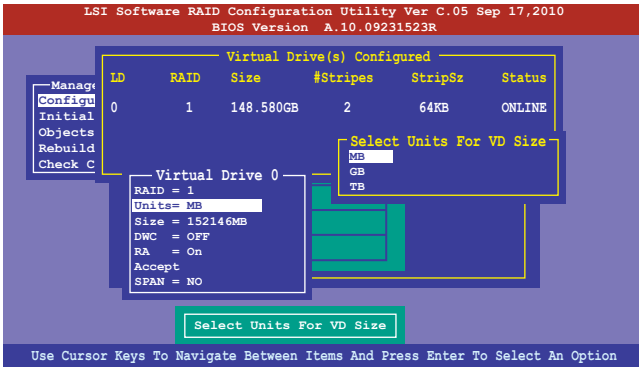 LSI Software RAID Configuration Utility Ver C.05 Sep 17,2010
BIOS Version A.10.09231523R
Virtual Drive(s) Configured
LD RAID Size #Stripes StripSz Status
0 1 148.580GB 2 64KB ONLINE
Manage
Configu
Initial
Objects
Rebuild
Check C
Select Units For VD Size
MB
GB
TB
Virtual Drive 0
RAID = 1
Units= MB
Size = 152146MB
DWC = OFF
RA = On
Accept
SPAN = NO
Select Units For VD Size
Use Cursor Keys To Navigate Between Items And Press Enter To Select An Option